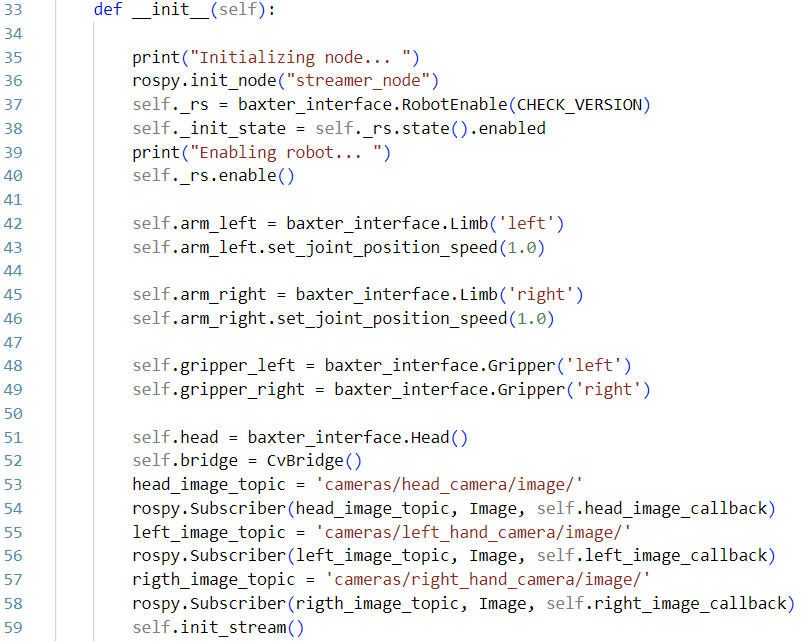 33 def __init__(self):
34
35 print("Initializing node... ")
36 rospy.init_node("streamer_node")
37 self._rs = baxter_interface.RobotEnable(CHECK_VERSION)
38 self._init_state = self._rs.state().enabled
39 print("Enabling robot... ")
40 self._rs.enable()
41
42 self.arm_left = baxter_interface.Limb('left')
43 self.arm_left.set_joint_position_speed(1.0)
44
45 self.arm_right = baxter_interface.Limb('right')
46 self.arm_right.set_joint_position_speed(1.0)
47
48 self.gripper_left = baxter_interface.Gripper('left')
49 self.gripper_right = baxter_interface.Gripper('right')
50
51 self.head = baxter_interface.Head()
52 self.bridge = CvBridge()
53 head_image_topic = 'cameras/head_camera/image/'
54 rospy.Subscriber(head_image_topic, Image, self.head_image_callback)
55 left_image_topic = 'cameras/left_hand_camera/image/'
56 rospy.Subscriber(left_image_topic, Image, self.left_image_callback)
57 rigth_image_topic = 'cameras/right_hand_camera/image/'
58 rospy.Subscriber(rigth_image_topic, Image, self.right_image_callback)
59 self.init_stream()